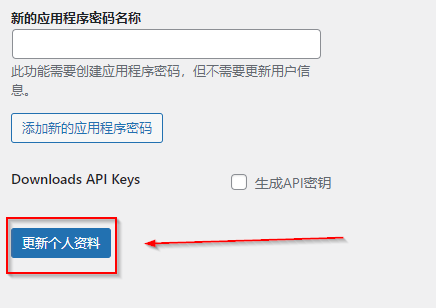 新的应用程序密码名称
此功能需要创建应用程序密码，但不需要更新用户信
息。
添加新的应用程序密码
Downloads API Keys
生成API密钥
更新个人资料